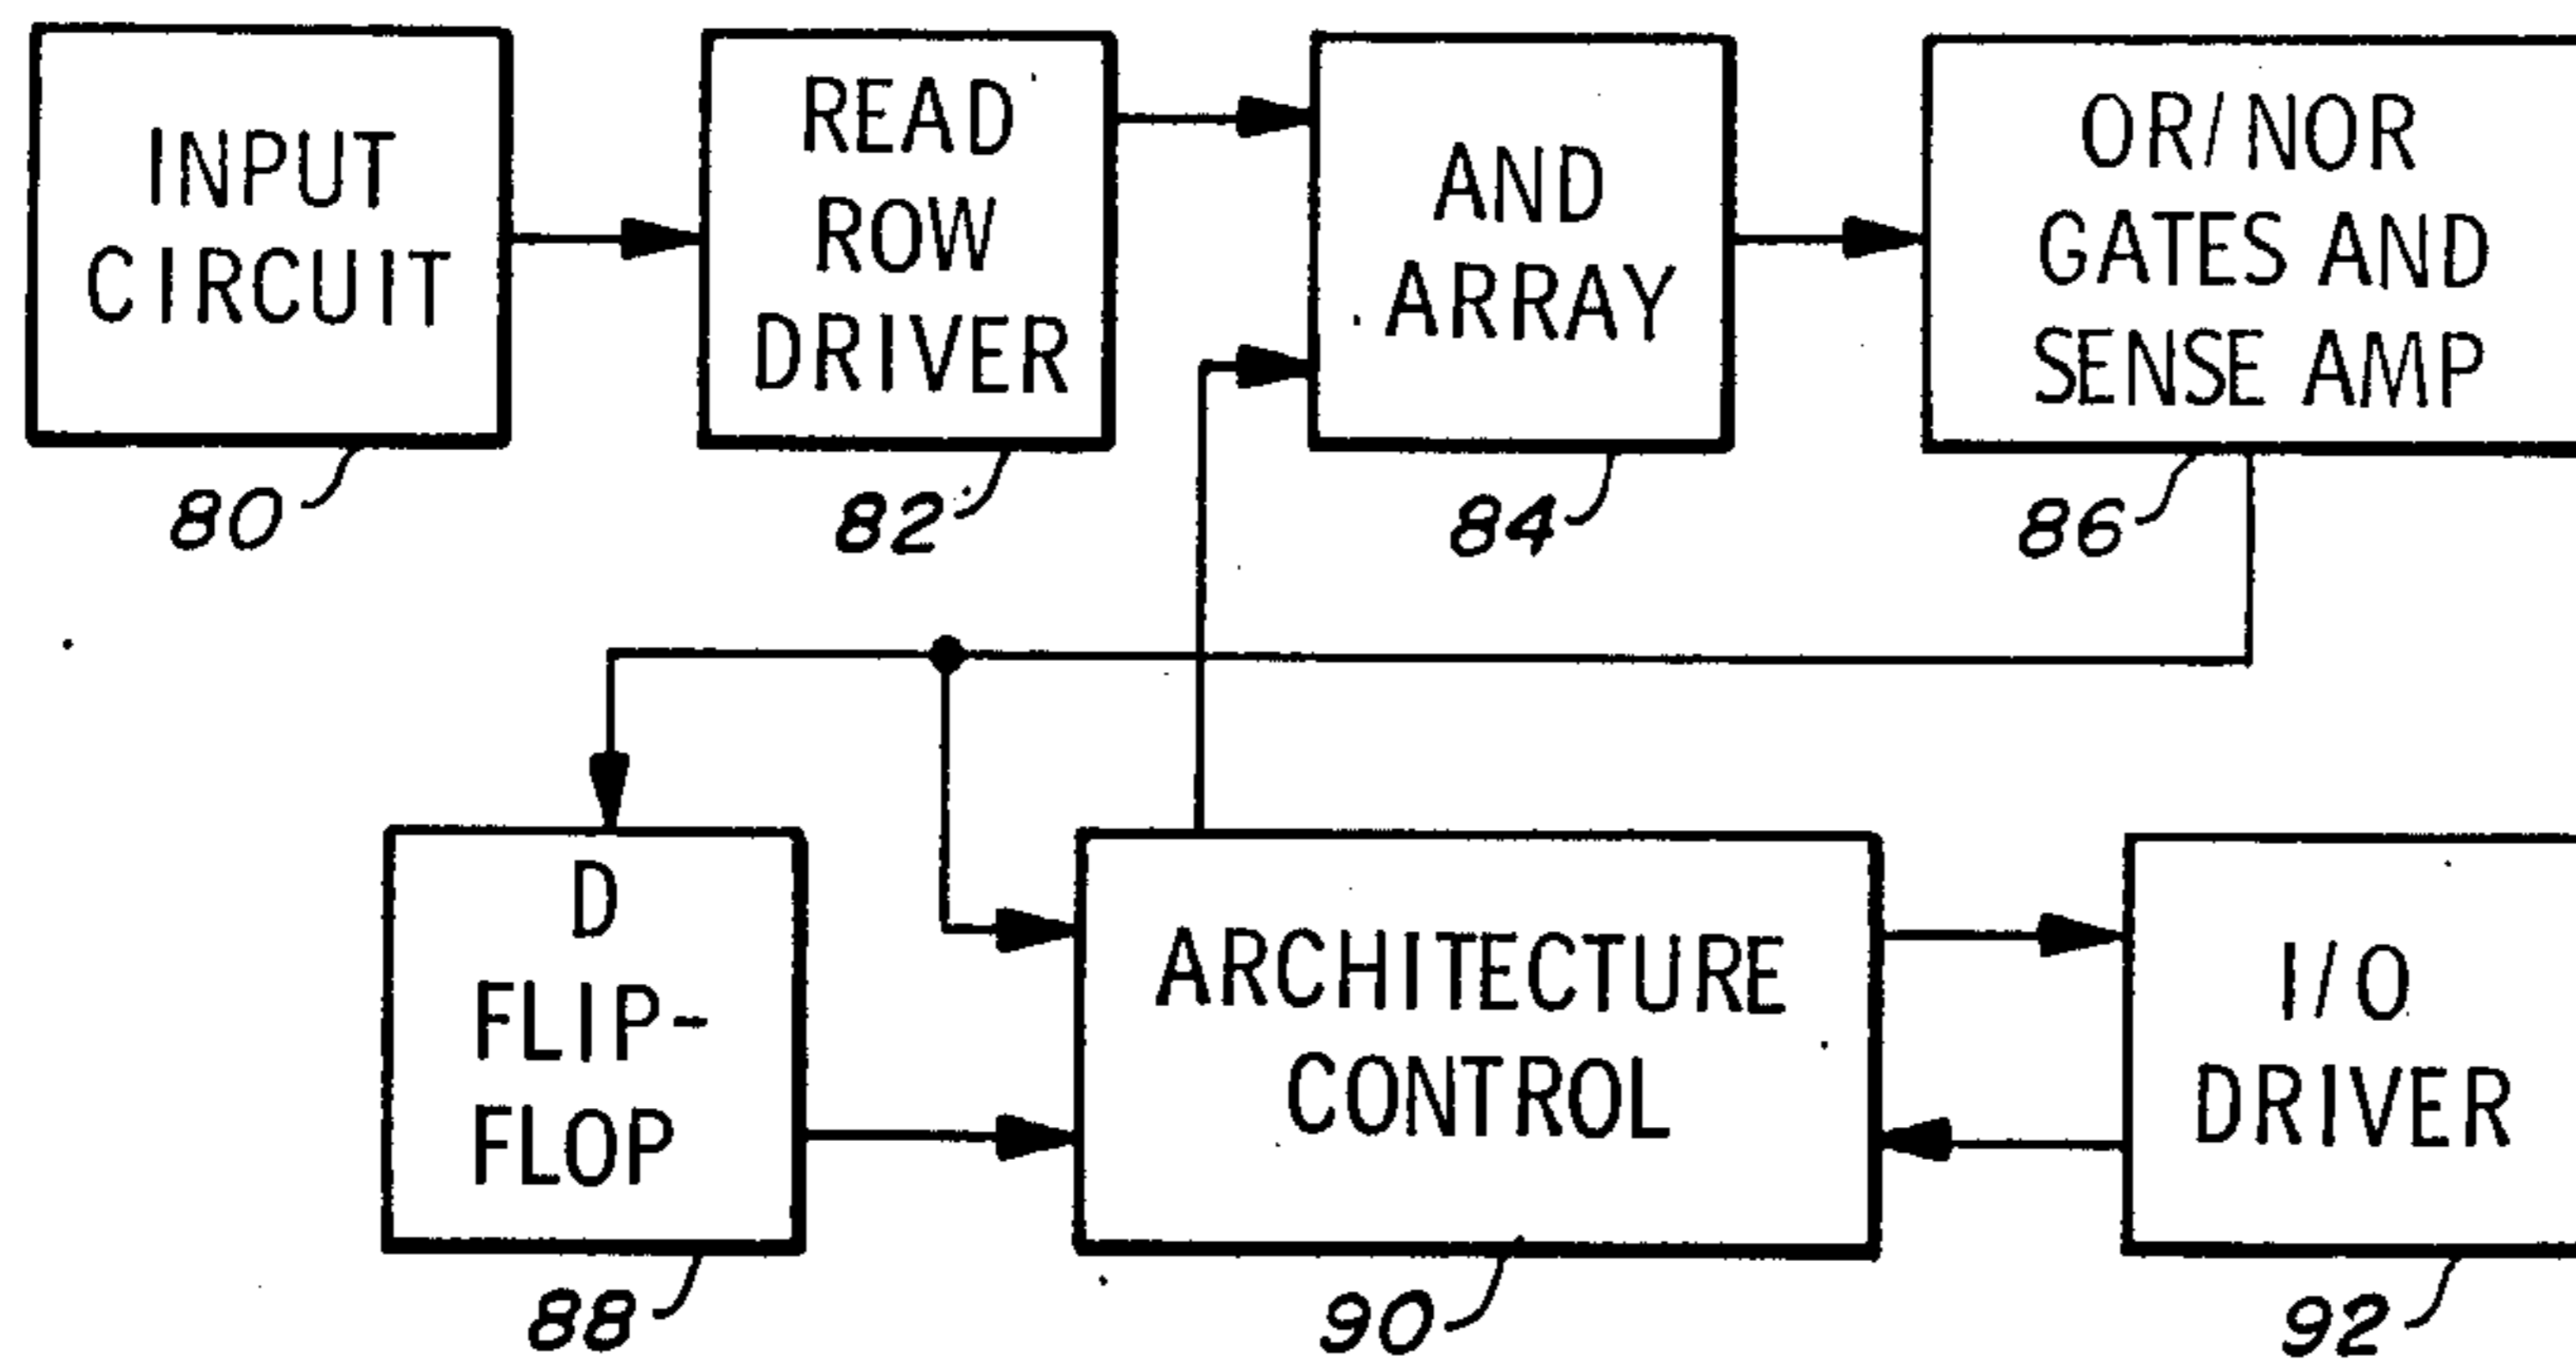 INPUT
CIRCUIT
80
READ
ROW
DRIVER
82
AND
ARRAY
84
OR/NOR
GATES AND
SENSE AMP
86
D
FLIP-
FLOP
88
ARCHITECTURE
CONTROL
90
I/O
DRIVER
92